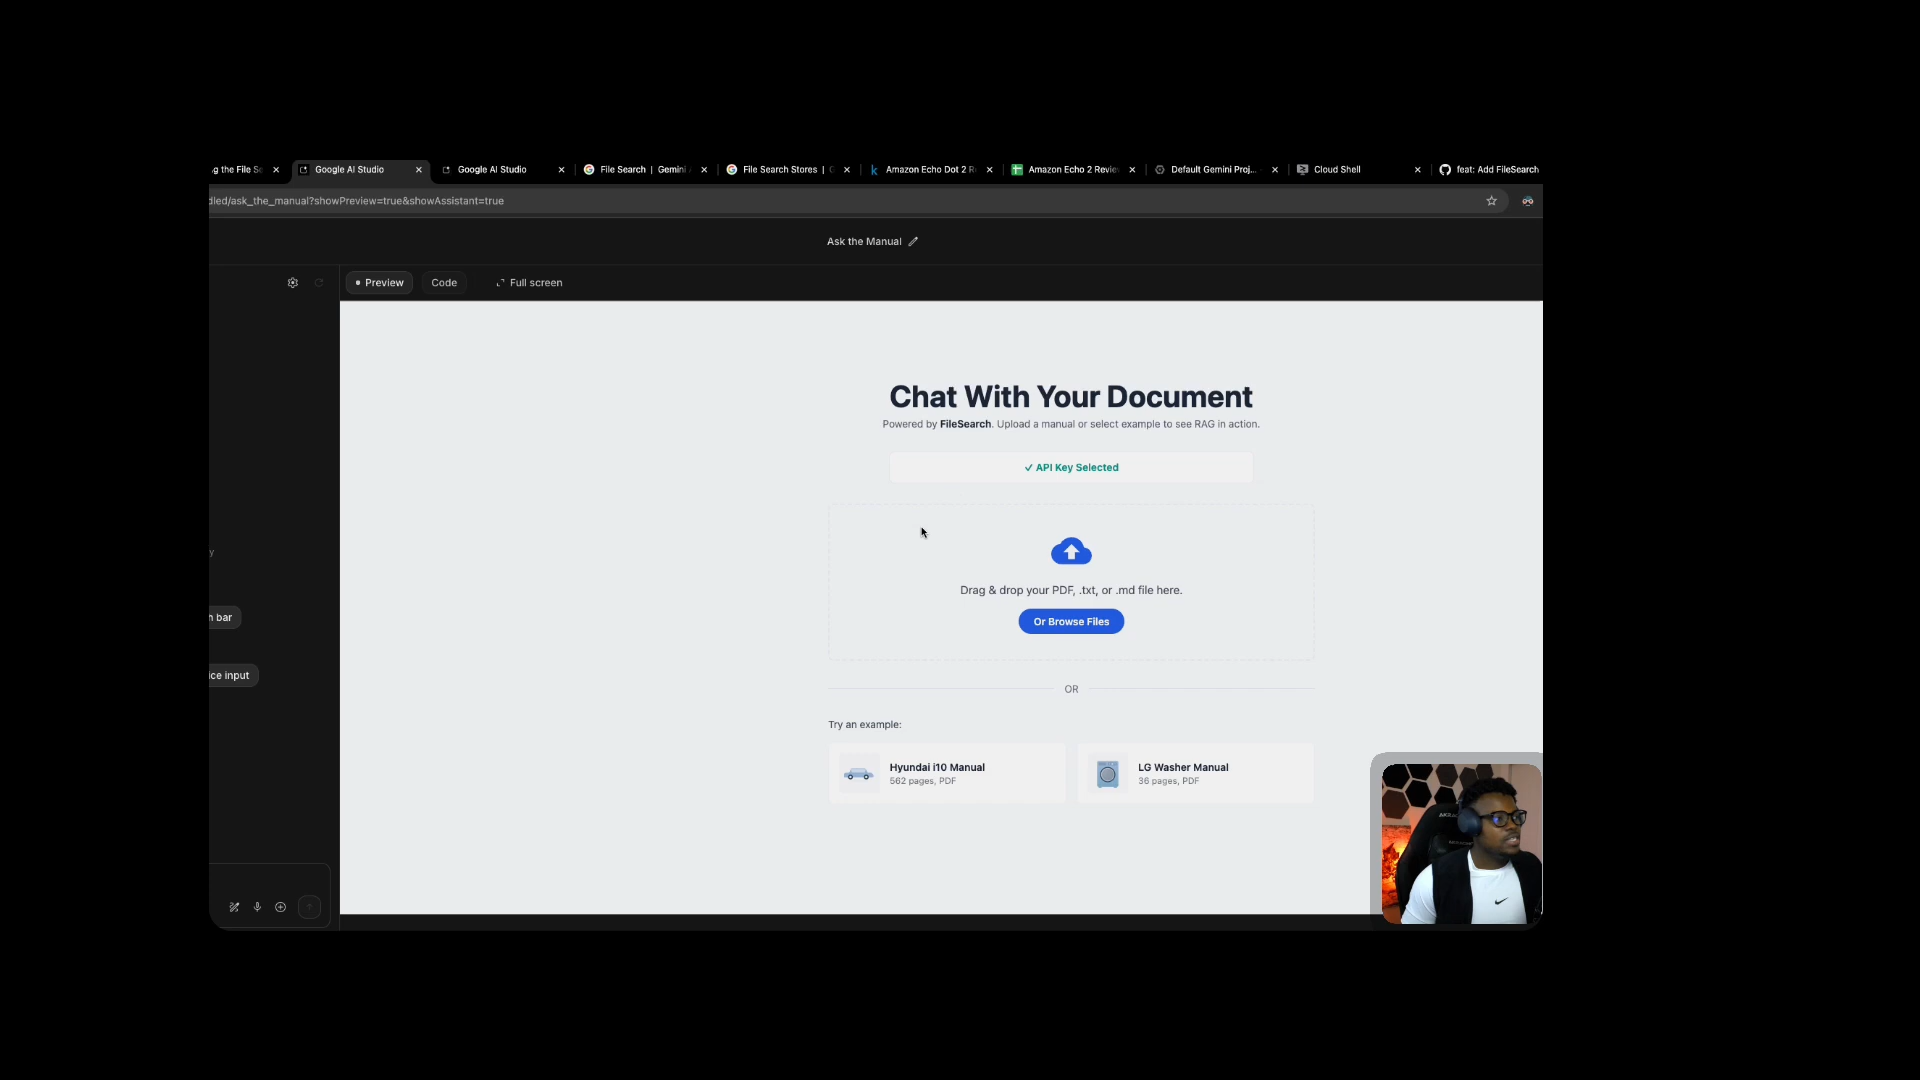 g the File Se
Google AI Studio
Google AI Studio
File Search | Gemini
File Search Stores | G
Amazon Echo Dot 2 R
Amazon Echo 2 Review
Default Gemini Proj...
Cloud Shell
feat: Add FileSearch
dled/ask_the_manual?showPreview=true&showAssistant=true
Ask the Manual
Preview
Code
Full screen
Chat With Your Document
Powered by FileSearch. Upload a manual or select example to see RAG in action.
✓ API Key Selected
y
h bar
ice input
Drag & drop your PDF, .txt, or .md file here.
Or Browse Files
OR
Try an example:
Hyundai i10 Manual
562 pages, PDF
LG Washer Manual
36 pages, PDF